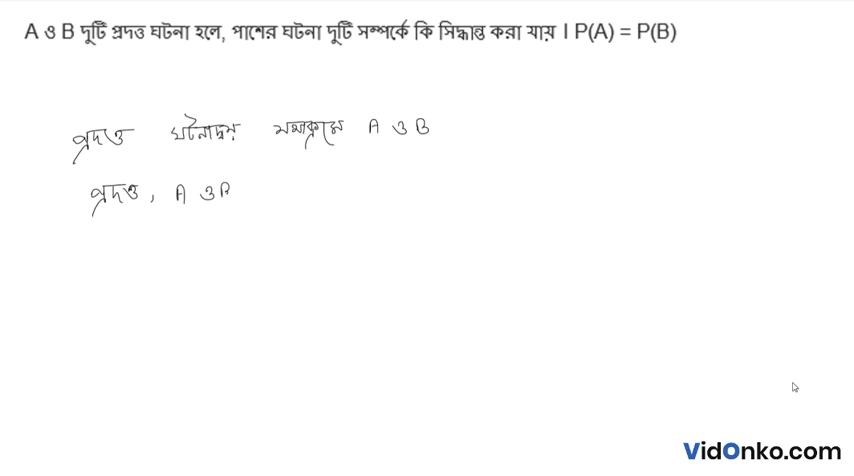 A ও B দুটি প্রদত্ত ঘটনা হলে, পাশের ঘটনা দুটি সম্পর্কে কি সিদ্ধান্ত করা যায় । P(A) = P(B)
প্রদত্ত ঘটনাদ্বয় যথাক্রমে A ও B
প্রদত্ত, A ও B
VidOnko.com